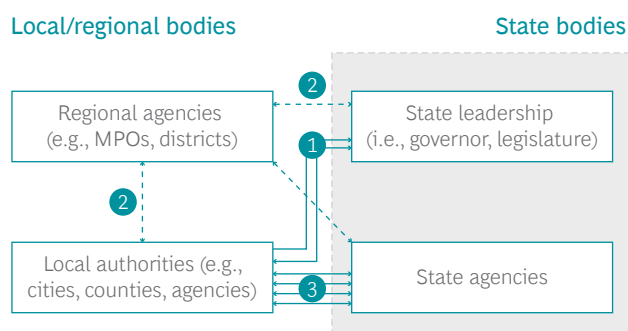 Local/regional bodies
State bodies
2
Regional agencies
(e.g., MPOs, districts)
State leadership
(i.e., governor, legislature)
1
2
Local authorities (e.g.,
cities, counties, agencies)
3
State agencies